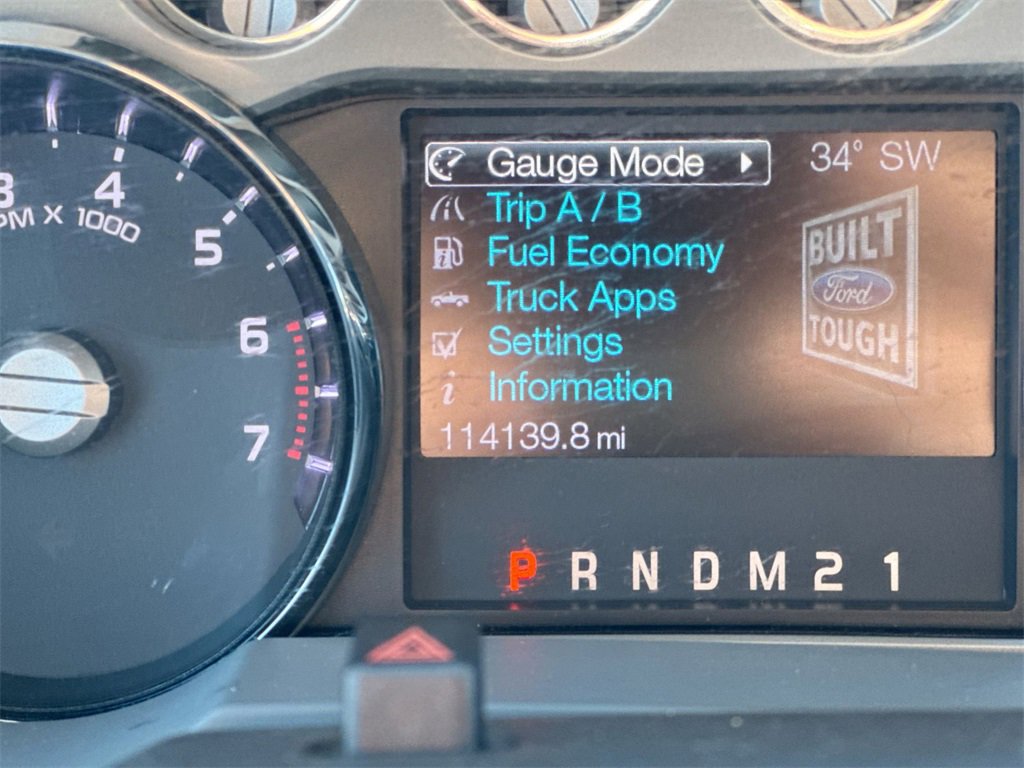 3
4
PM X 1000
5
6
7
Gauge Mode
34° SW
Trip A / B
Fuel Economy
Truck Apps
Settings
Information
114139.8 mi
BUILT
Ford
TOUGH
P R N D M 2 1